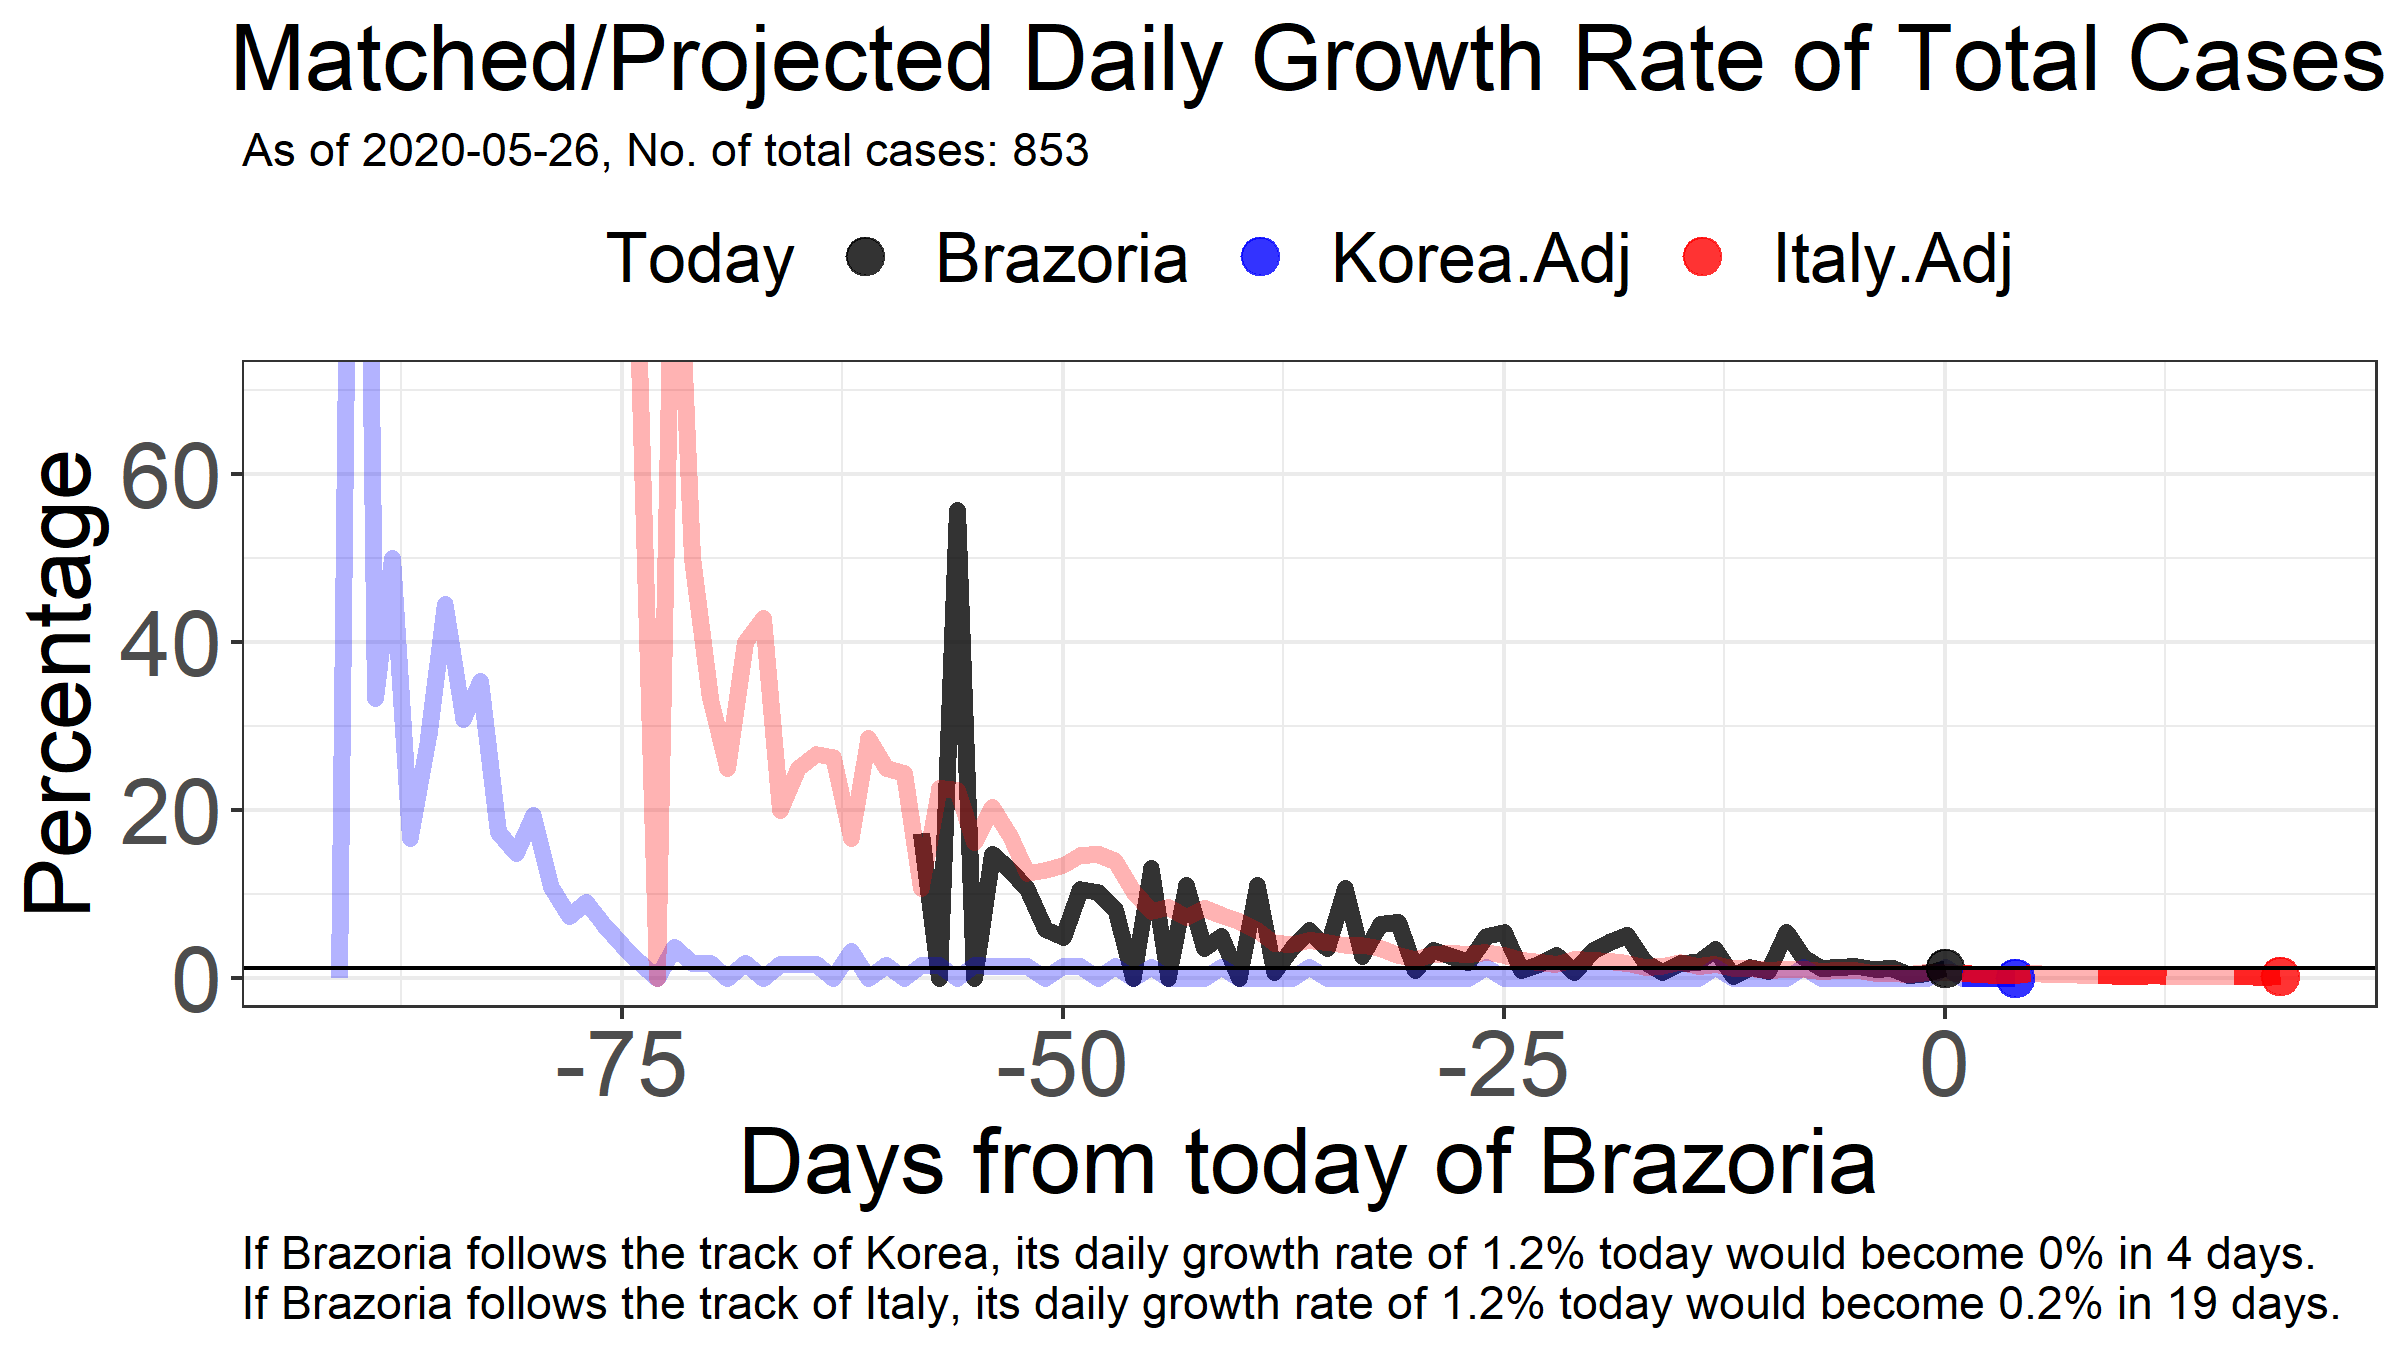 Matched/Projected Daily Growth Rate of Total Cases
As of 2020-05-26, No. of total cases: 853
Today Brazoria Korea.Adj Italy.Adj
Percentage
60
40
20
0
-75 -50 -25 0
Days from today of Brazoria
If Brazoria follows the track of Korea, its daily growth rate of 1.2% today would become 0% in 4 days.
If Brazoria follows the track of Italy, its daily growth rate of 1.2% today would become 0.2% in 19 days.